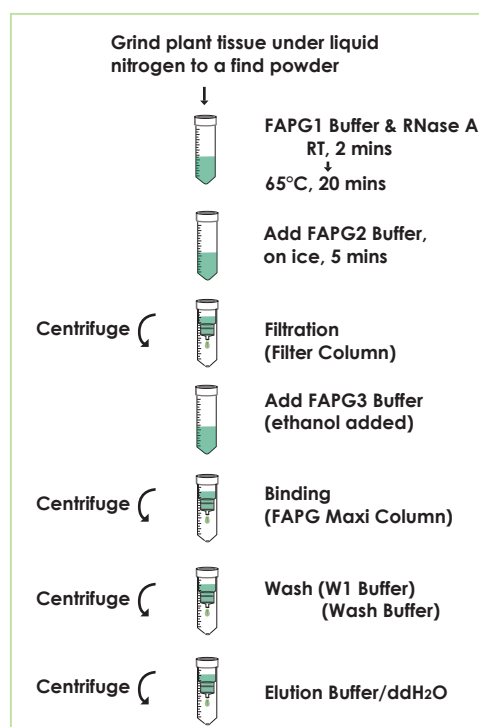 Grind plant tissue under liquid
nitrogen to a find powder
FAPG1 Buffer & RNase A
RT, 2 mins
65°C, 20 mins
Add FAPG2 Buffer,
on ice, 5 mins
Centrifuge
Filtration
(Filter Column)
Add FAPG3 Buffer
(ethanol added)
Centrifuge
Binding
(FAPG Maxi Column)
Centrifuge
Wash (W1 Buffer)
(Wash Buffer)
Centrifuge
Elution Buffer/ddH2O